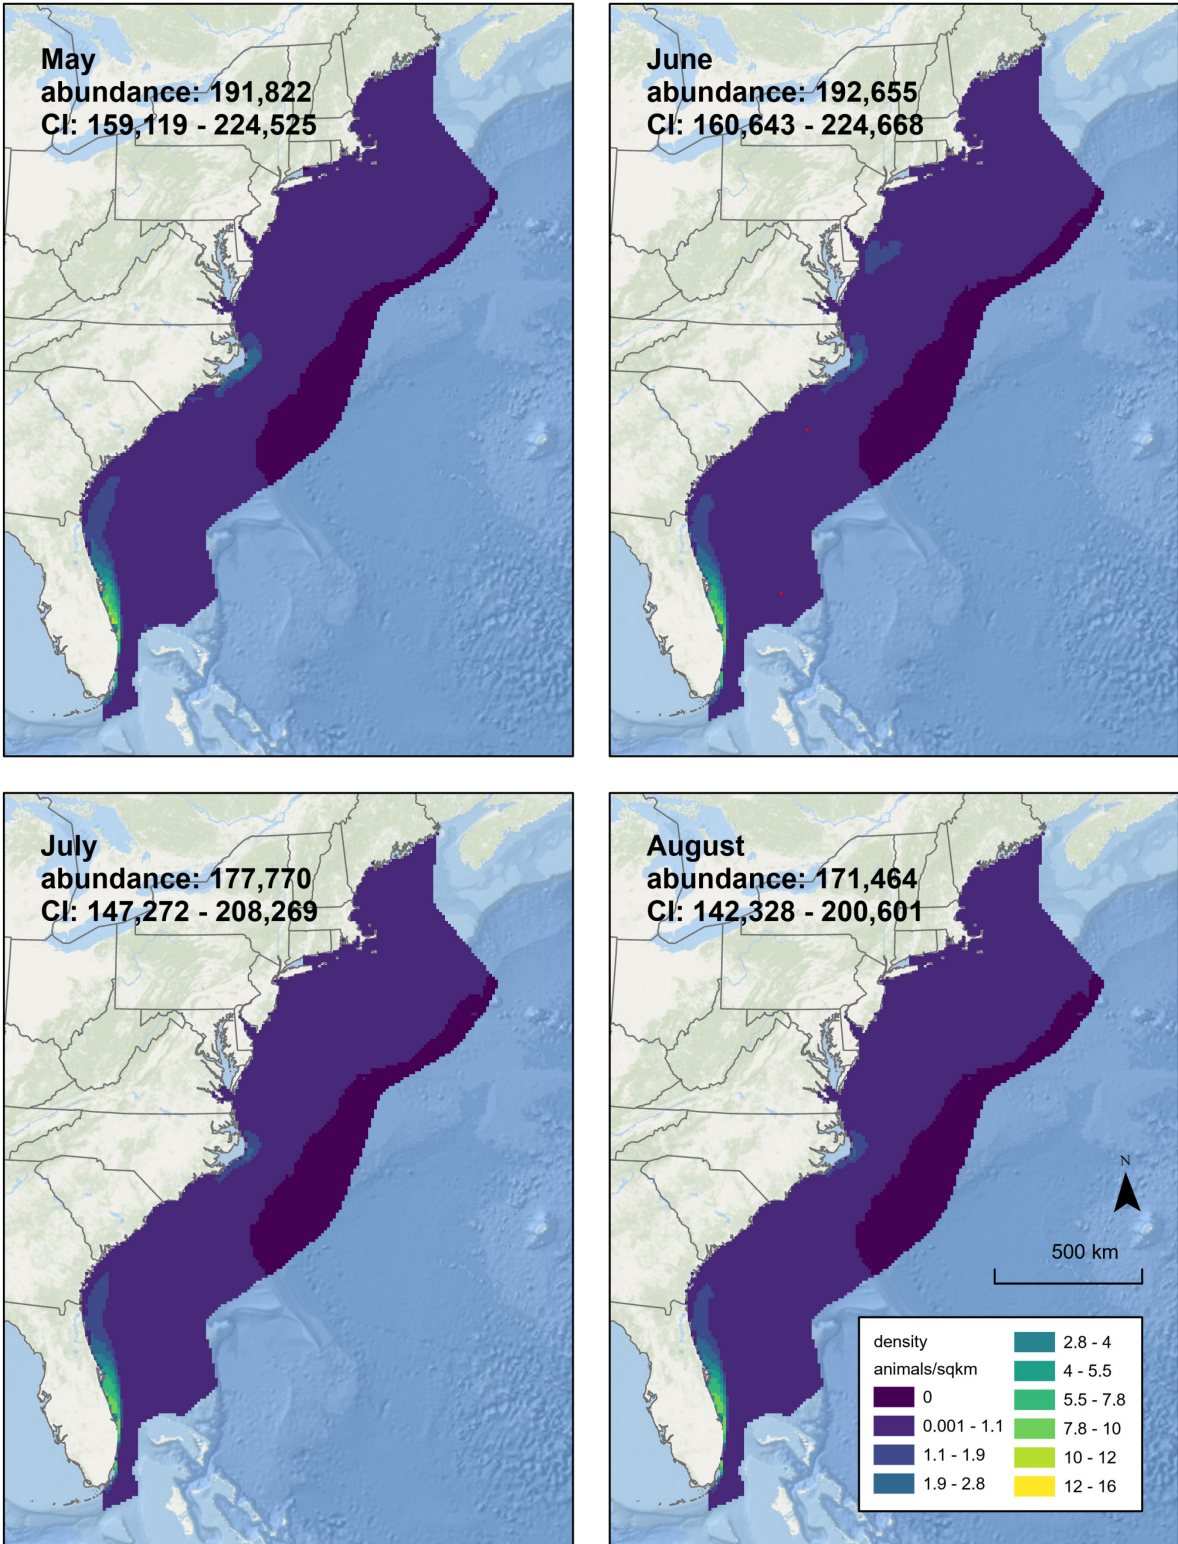 May
abundance: 191,822
CI: 159,119 - 224,525
June
abundance: 192,655
CI: 160,643 - 224,668
July
abundance: 177,770
CI: 147,272 - 208,269
August
abundance: 171,464
CI: 142,328 - 200,601
N
500 km
density
animals/sqkm
0
0.001 - 1.1
1.1 - 1.9
1.9 - 2.8
2.8 - 4
4 - 5.5
5.5 - 7.8
7.8 - 10
10 - 12
12 - 16